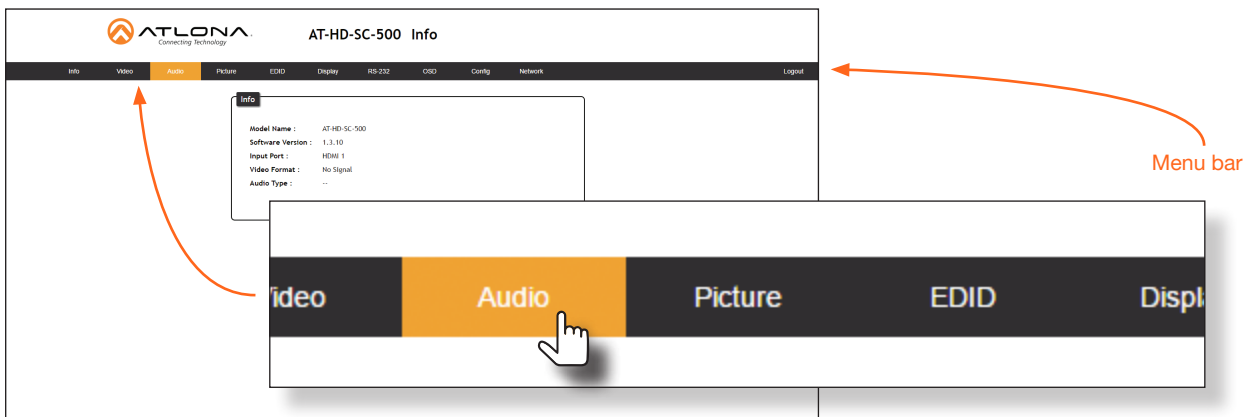 ATLONA.
Connecting Technology
AT-HD-SC-500 Info
Info Video Audio Picture EDID Display RS-232 OSD Config Network Logout
Info
Model Name : AT-HD-SC-500
Software Version : 1.3.10
Input Port : HDMI 1
Video Format : No Signal
Audio Type : --
Menu bar
ideo Audio Picture EDID Displ